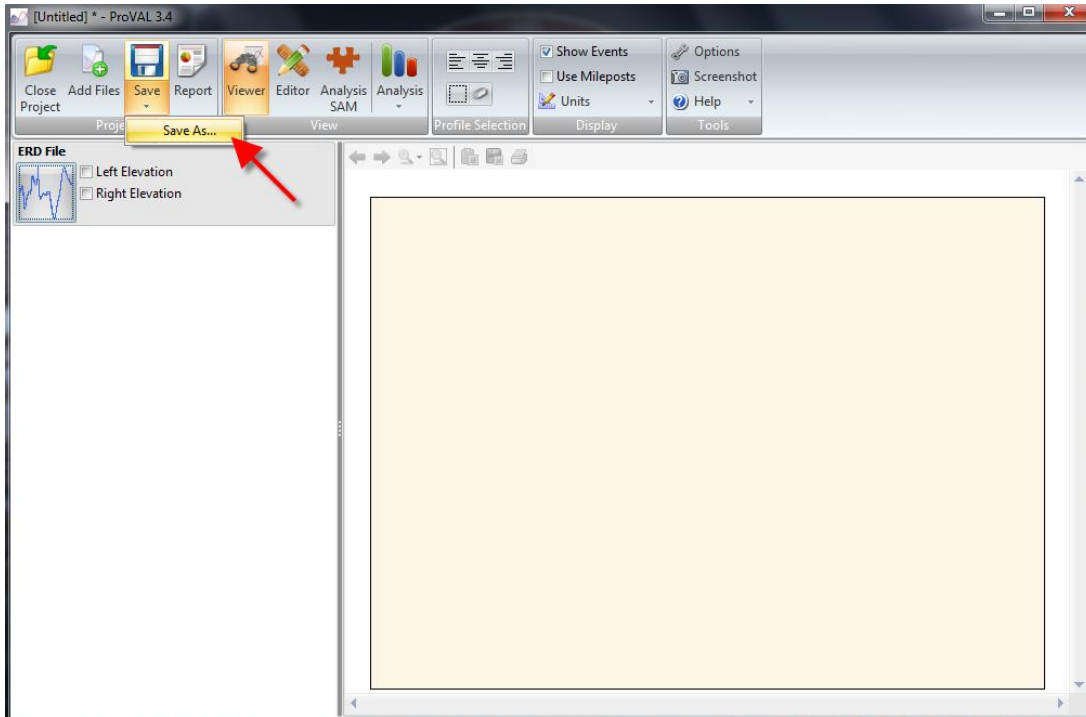 [Untitled] * - ProVAL 3.4
Close Project
Add Files
Save
Report
Viewer
Editor
Analysis SAM
Analysis
Show Events
Use Mileposts
Units
Options
Screenshot
Help
Proje
View
Profile Selection
Display
Tools
Save As...
ERD File
Left Elevation
Right Elevation